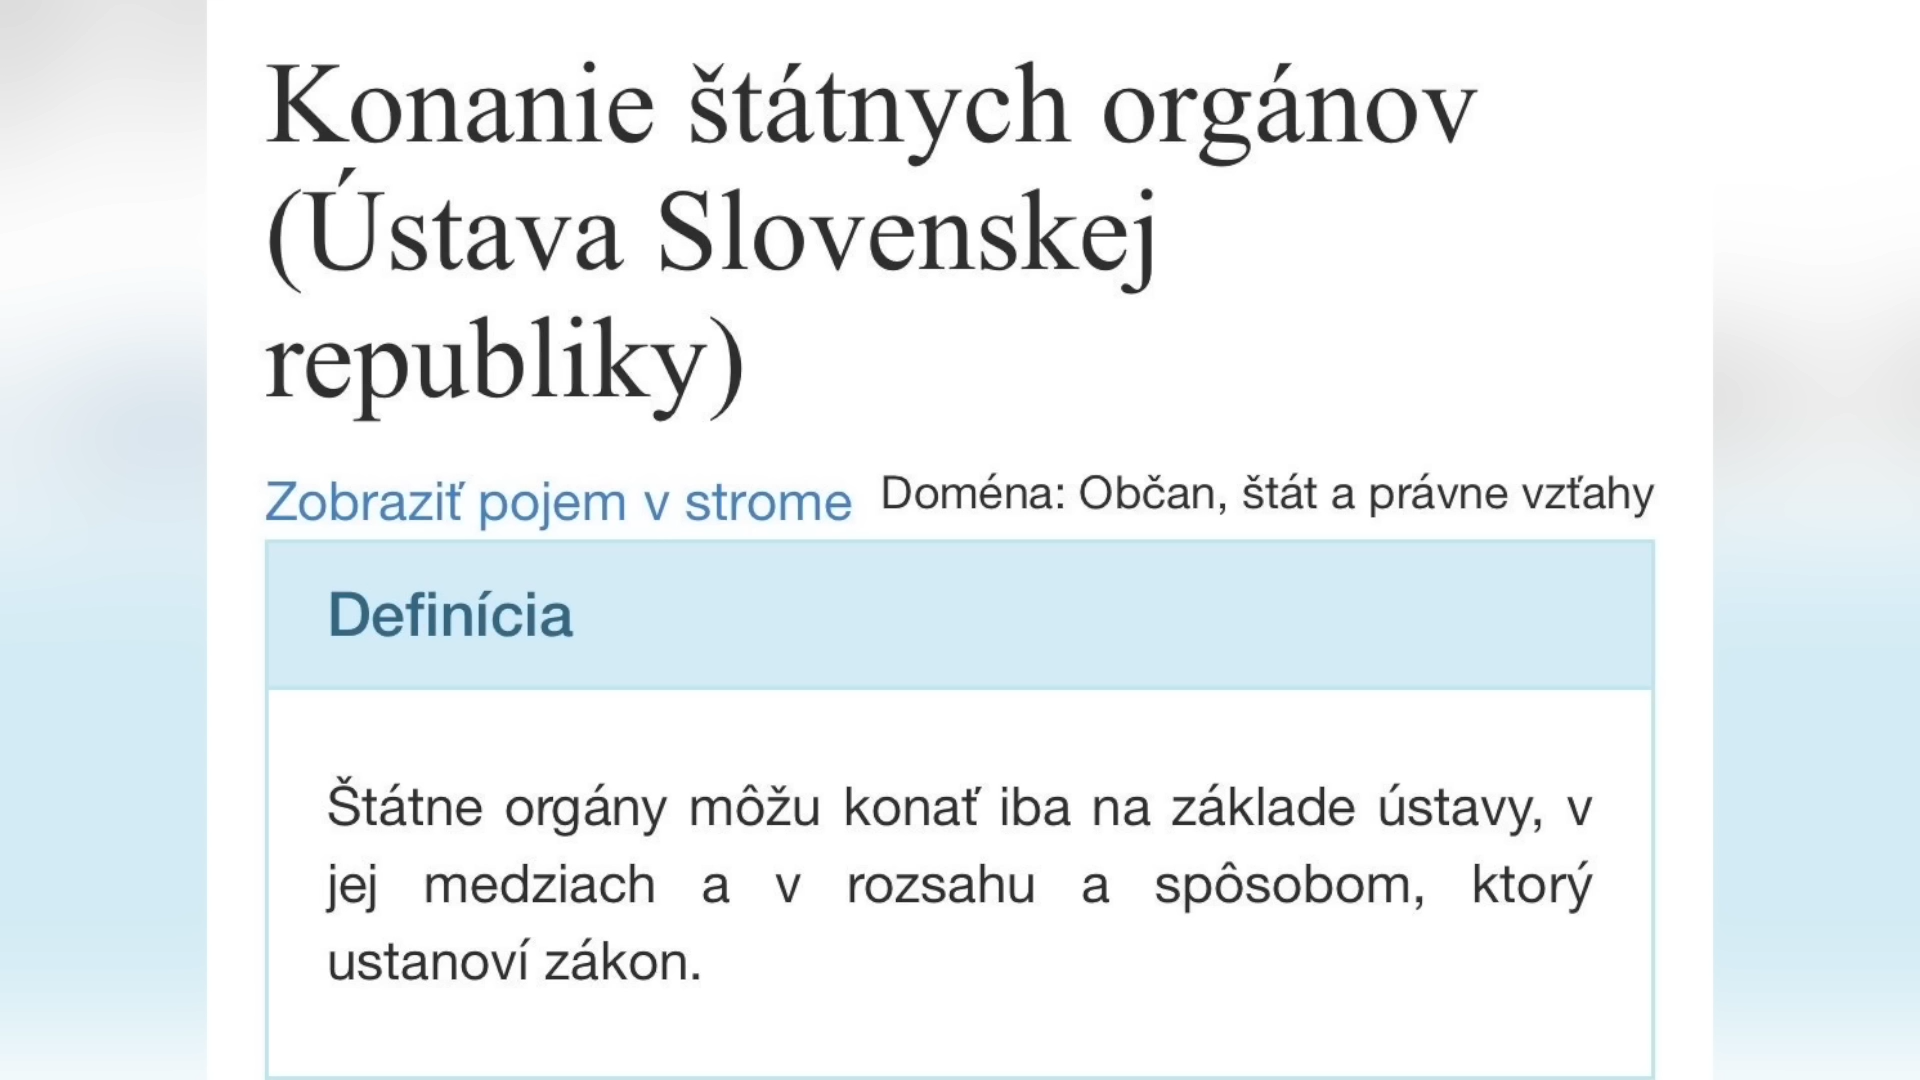 Konanie štátnych orgánov
(Ústava Slovenskej
republiky)
Zobraziť pojem v strome Doména: Občan, štát a právne vzťahy
Definícia
Štátne orgány môžu konať iba na základe ústavy, v
jej medziach a v rozsahu a spôsobom, ktorý
ustanoví zákon.